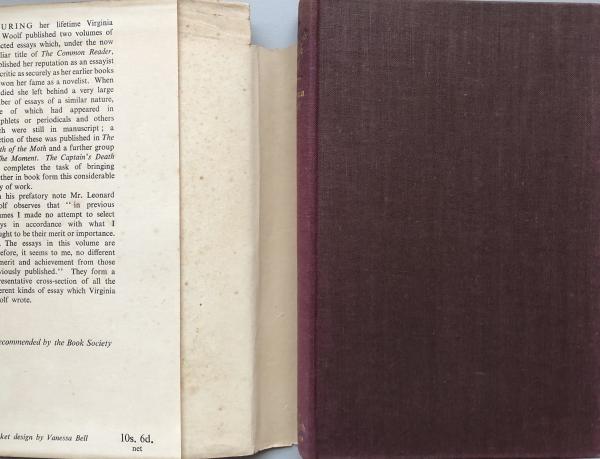 URING her lifetime Virginia
Woolf published two volumes of
cted essays which, under the now
liar title of The Common Reader,
blished her reputation as an essayist
critic as securely as her earlier books
won her fame as a novelist. When
died she left behind a very large
ber of essays of a similar nature,
e of which had appeared in
phlets or periodicals and others
ch were still in manuscript; a
ction of these was published in The
th of the Moth and a further group
The Moment. The Captain's Death
completes the task of bringing
ther in book form this considerable
y of work.
n his prefatory note Mr. Leonard
olf observes that "in previous
umes I made no attempt to select
ys in accordance with what I
ught to be their merit or importance.
. The essays in this volume are
efore, it seems to me, no different
merit and achievement from those
viously published." They form a
resentative cross-section of all the
erent kinds of essay which Virginia
olf wrote.
ecommended by the Book Society
ket design by Vanessa Bell
10s. 6d.
net